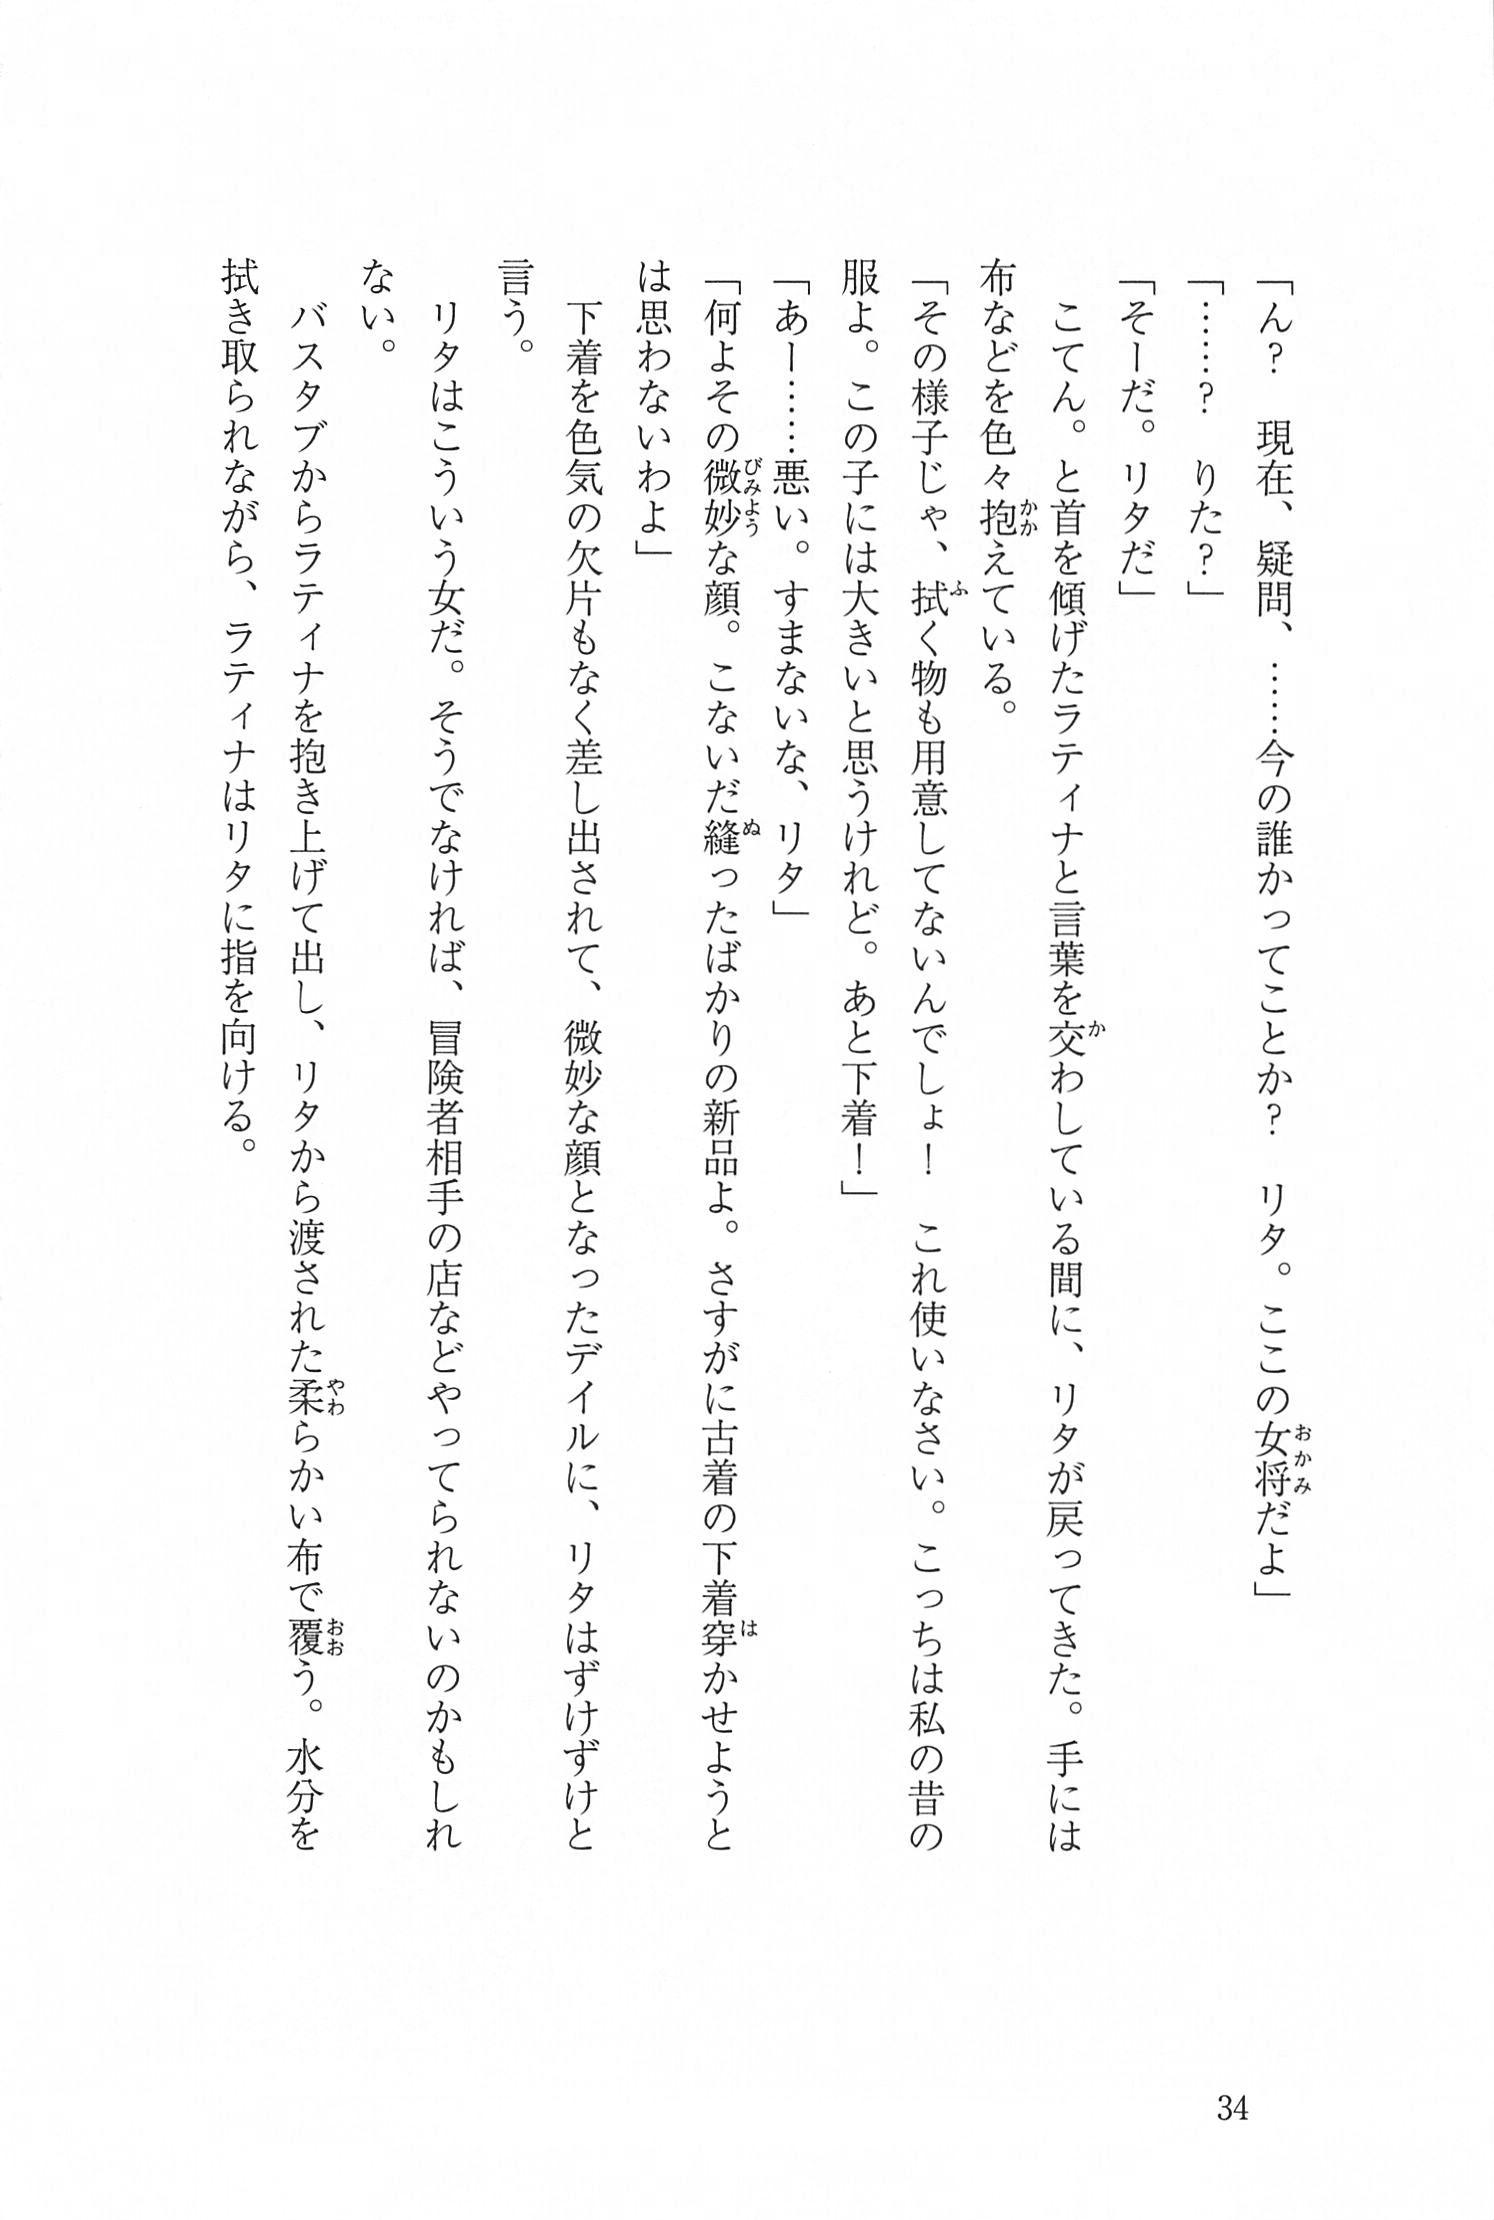 「ん？　現在、疑問、……今の誰かってことか？　リタ。ここの女将だよ」
「……？　りた？」
「そーだ。リタだ」
　こてん。と首を傾げたラティナと言葉を交わしている間に、リタが戻ってきた。手には
布などを色々抱えている。
「その様子じゃ、拭く物も用意してないんでしょ！　これ使いなさい。こっちは私の昔の
服よ。この子には大きいと思うけれど。あと下着！」
「あー……悪い。すまないな、リタ」
「何よその微妙な顔。こないだ縫ったばかりの新品よ。さすがに古着の下着穿かせようと
は思わないわよ」
　下着を色気の欠片もなく差し出されて、微妙な顔となったデイルに、リタはずけずけと
言う。
　リタはこういう女だ。そうでなければ、冒険者相手の店などやってられないのかもしれ
ない。
　バスタブからラティナを抱き上げて出し、リタから渡された柔らかい布で覆う。水分を
拭き取られながら、ラティナはリタに指を向ける。
34